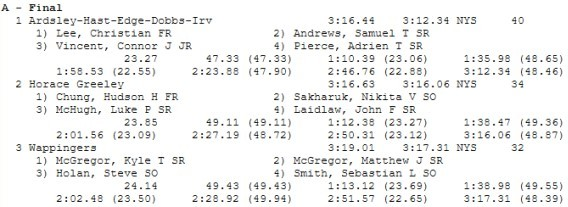 A - Final
1 Ardsley-Hast-Edge-Dobbs-Irv 3:16.44 3:12.34 NYS 40
1) Lee, Christian FR 2) Andrews, Samuel T SR
3) Vincent, Connor J JR 4) Pierce, Adrien T SR
23.27 47.33 (47.33) 1:10.39 (23.06) 1:35.98 (48.65)
1:58.53 (22.55) 2:23.88 (47.90) 2:46.76 (22.88) 3:12.34 (48.46)
2 Horace Greeley 3:16.63 3:16.06 NYS 34
1) Chung, Hudson H FR 2) Sakharuk, Nikita V SO
3) McHugh, Luke P SR 4) Laidlaw, John F SR
23.85 49.11 (49.11) 1:12.38 (23.27) 1:38.47 (49.36)
2:01.56 (23.09) 2:27.19 (48.72) 2:50.31 (23.12) 3:16.06 (48.87)
3 Wappingers 3:19.01 3:17.31 NYS 32
1) McGregor, Kyle T SR 2) McGregor, Matthew J SR
3) Holan, Steve SO 4) Smith, Sebastian L SO
24.14 49.43 (49.43) 1:13.12 (23.69) 1:38.98 (49.55)
2:02.48 (23.50) 2:28.92 (49.94) 2:51.57 (22.65) 3:17.31 (48.39)